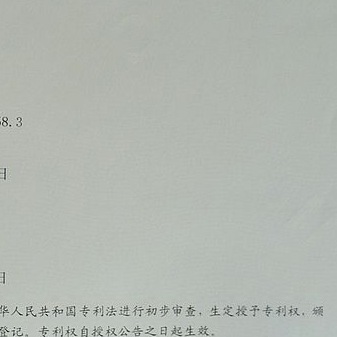 58.3
日
日
华人民共和国专利法进行初步审查，生定授予专利权，颁
登记。专利权自授权公告之日起生效。